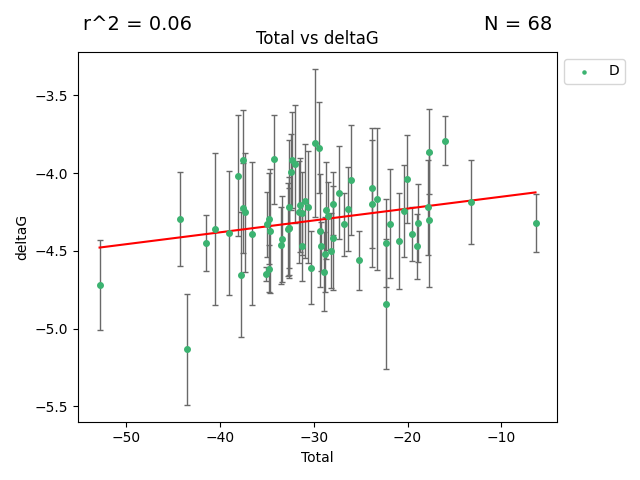 r^2 = 0.06
N = 68
Total vs deltaG
D
−3.5
−4.0
−4.5
−5.0
−5.5
deltaG
−50
−40
−30
−20
−10
Total